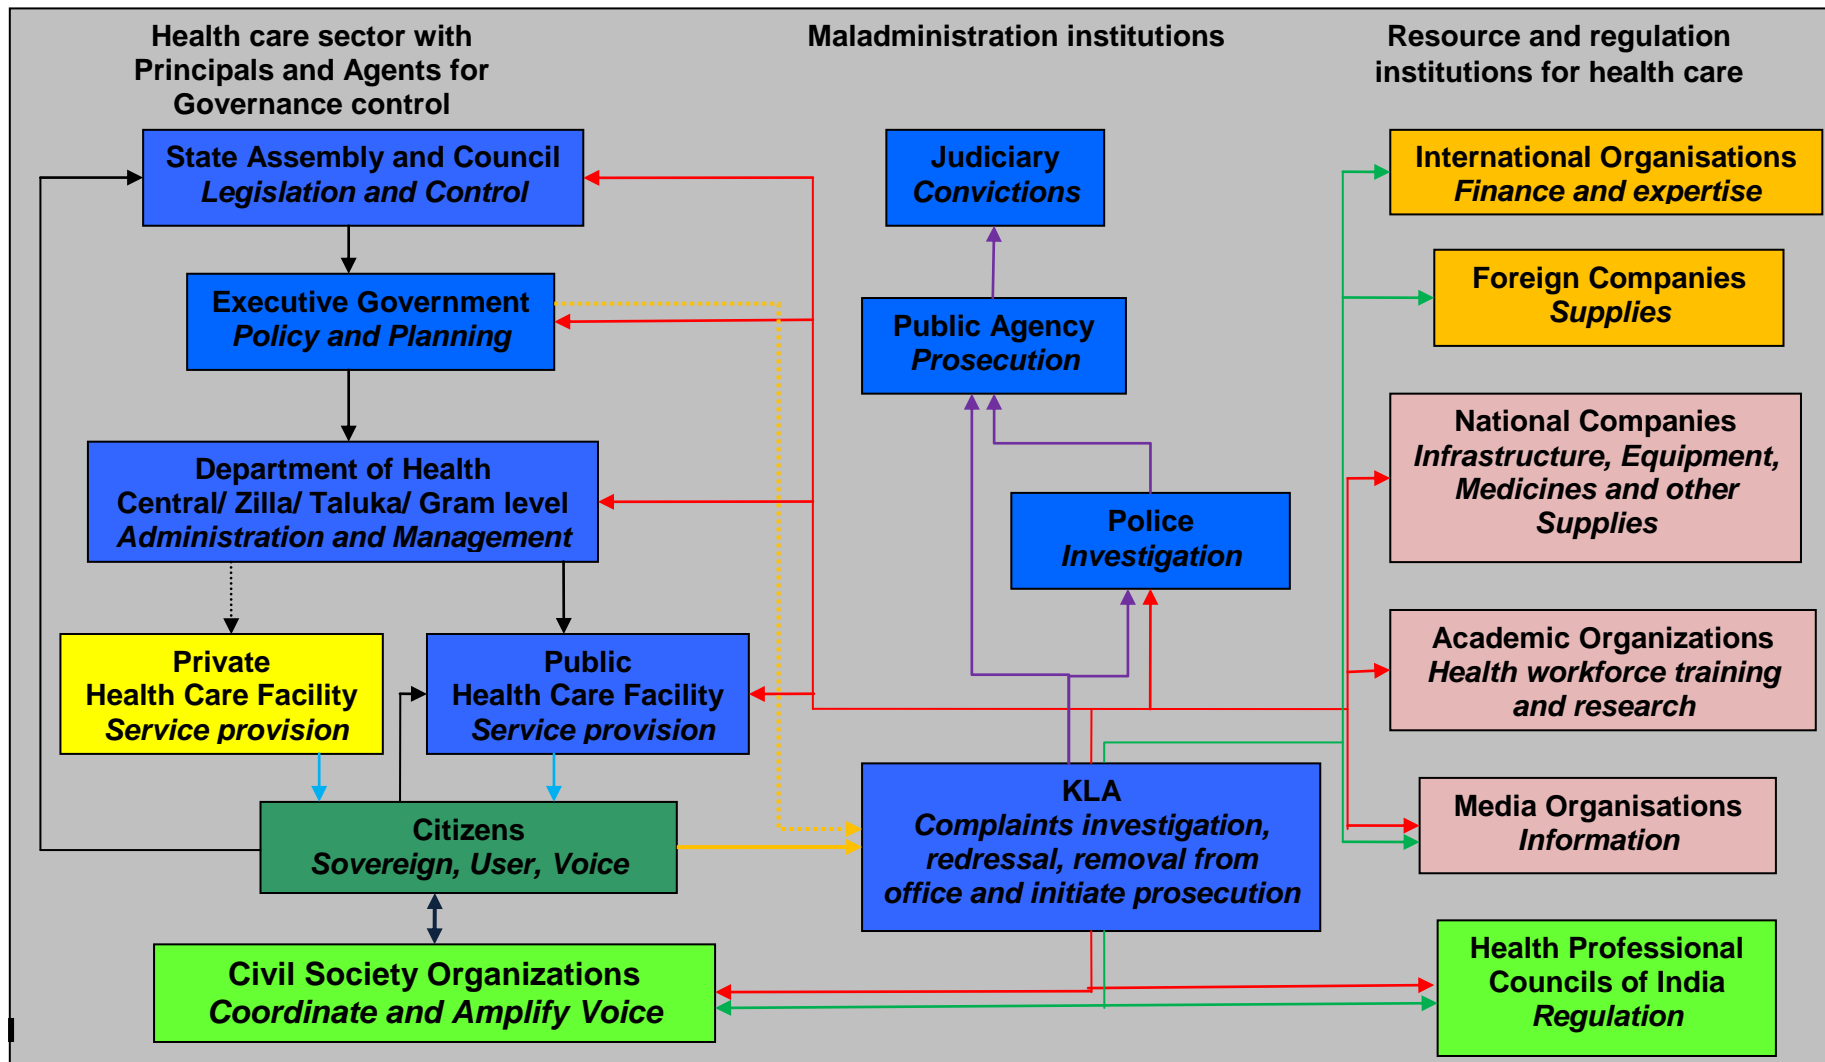 Health care sector with
Principals and Agents for
Governance control
Maladministration institutions
Resource and regulation
institutions for health care
State Assembly and Council
Legislation and Control
Executive Government
Policy and Planning
Department of Health
Central/ Zilla/ Taluka/ Gram level
Administration and Management
Private
Health Care Facility
Service provision
Public
Health Care Facility
Service provision
Citizens
Sovereign, User, Voice
Civil Society Organizations
Coordinate and Amplify Voice
Judiciary
Convictions
Public Agency
Prosecution
Police
Investigation
KLA
Complaints investigation,
redressal, removal from
office and initiate prosecution
International Organisations
Finance and expertise
Foreign Companies
Supplies
National Companies
Infrastructure, Equipment,
Medicines and other
Supplies
Academic Organizations
Health workforce training
and research
Media Organisations
Information
Health Professional
Councils of India
Regulation